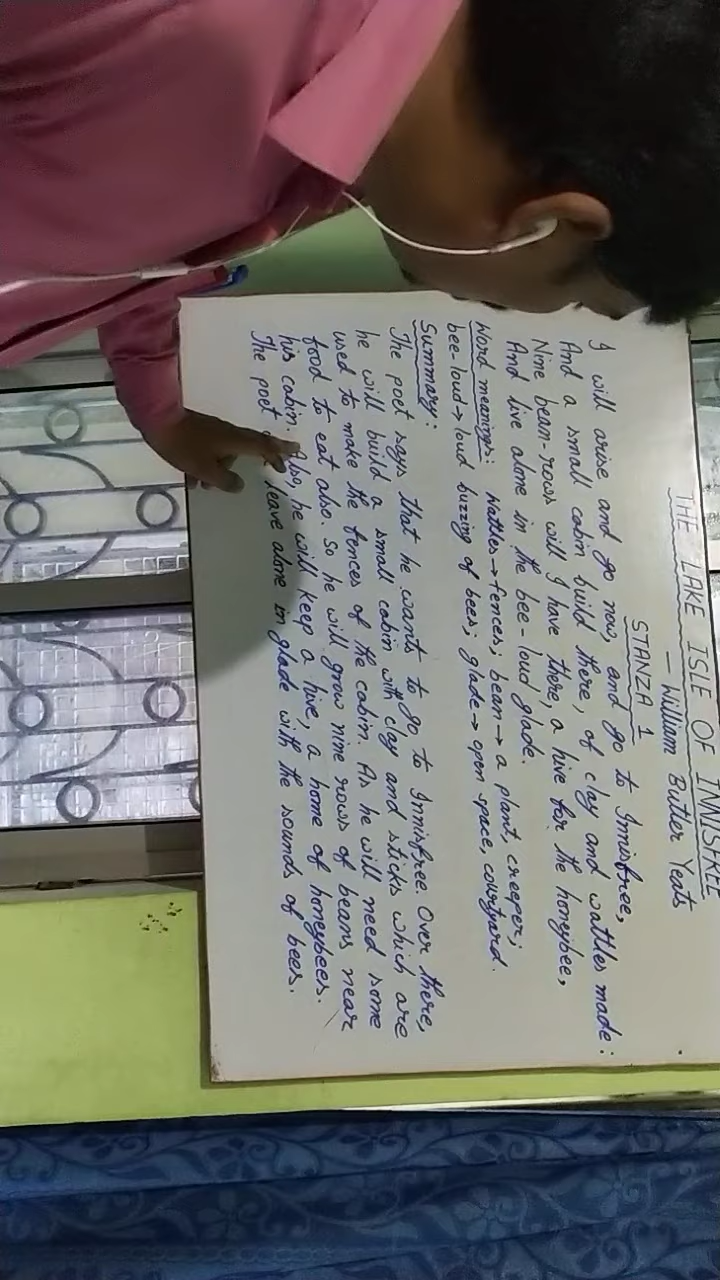 THE LAKE ISLE OF INNISFREE
- William Butler Yeats
STANZA 1
I will arise and go now, and go to Innisfree,
And a small cabin build there, of clay and wattles made:
Nine bean-rows will I have there, a hive for the honeybee,
And live alone in the bee-loud glade.
Word meanings: Wattles→fences; bean→a plant, creeper;
bee-loud→loud buzzing of bees; glade→open space, courtyard.
Summary:
The poet says that he wants to go to Innisfree. Over there,
he will build a small cabin with clay and sticks which are
used to make the fences of the cabin. As he will need some
food to eat also. So he will grow nine rows of beans near
his cabin. Also, he will keep a hive, a home of honeybees.
The poet leave alone in glade with the sounds of bees.